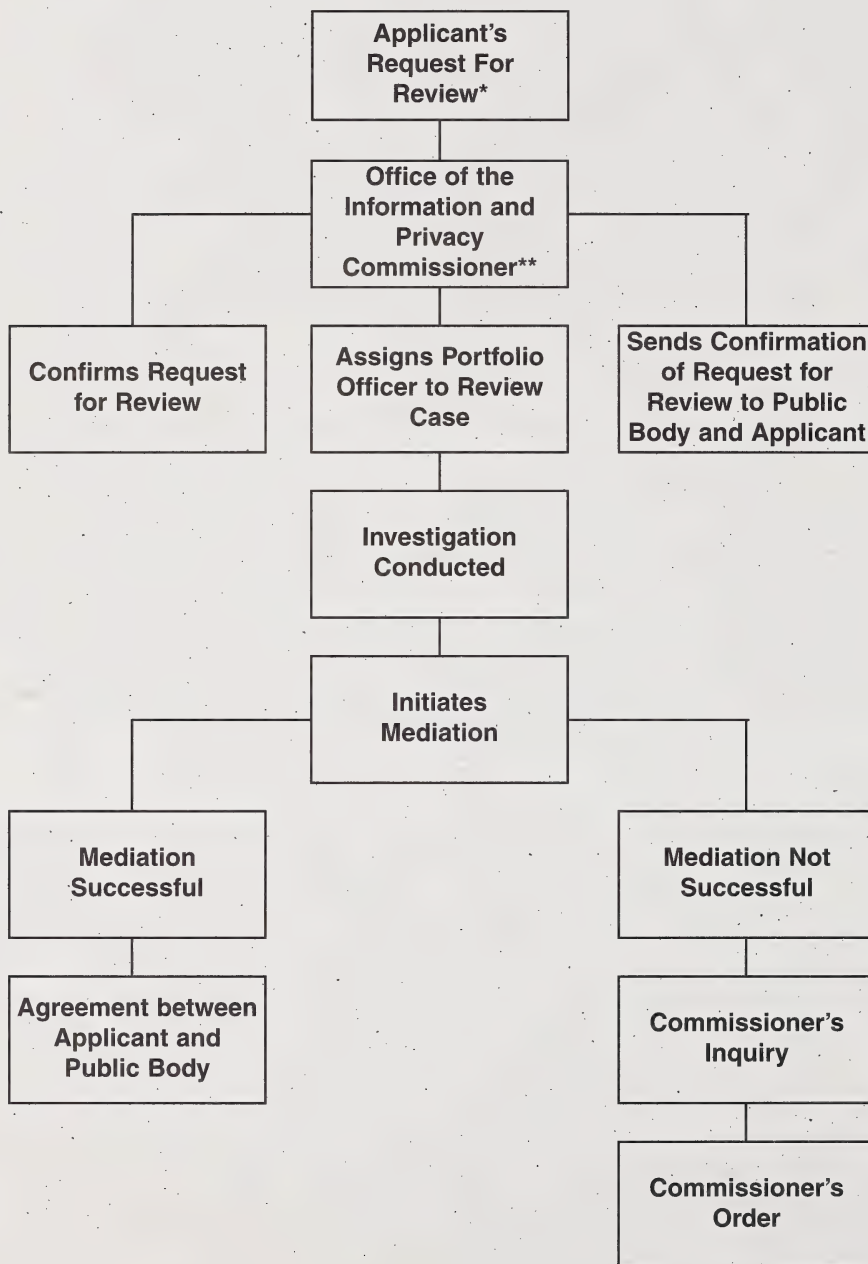 Applicant's
Request For
Review*
Office of the
Information and
Privacy
Commissioner**
Confirms Request
for Review
Assigns Portfolio
Officer to Review
Case
Sends Confirmation
of Request for
Review to Public
Body and Applicant
Investigation
Conducted
Initiates
Mediation
Mediation
Successful
Mediation Not
Successful
Agreement between
Applicant and
Public Body
Commissioner's
Inquiry
Commissioner's
Order